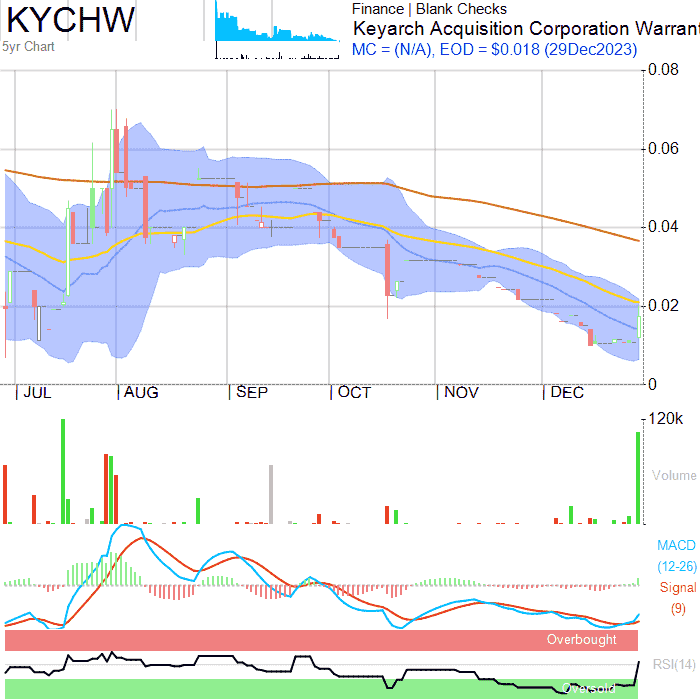 KYCHW
5yr Chart
Finance | Blank Checks
Keyarch Acquisition Corporation Warrant
MC = (N/A), EOD = $0.018 (29Dec2023)
0.08
0.06
0.04
0.02
0
JUL AUG SEP OCT NOV DEC
120k
Volume
MACD
(12-26)
Signal
(9)
Overbought
RSI(14)
Oversold